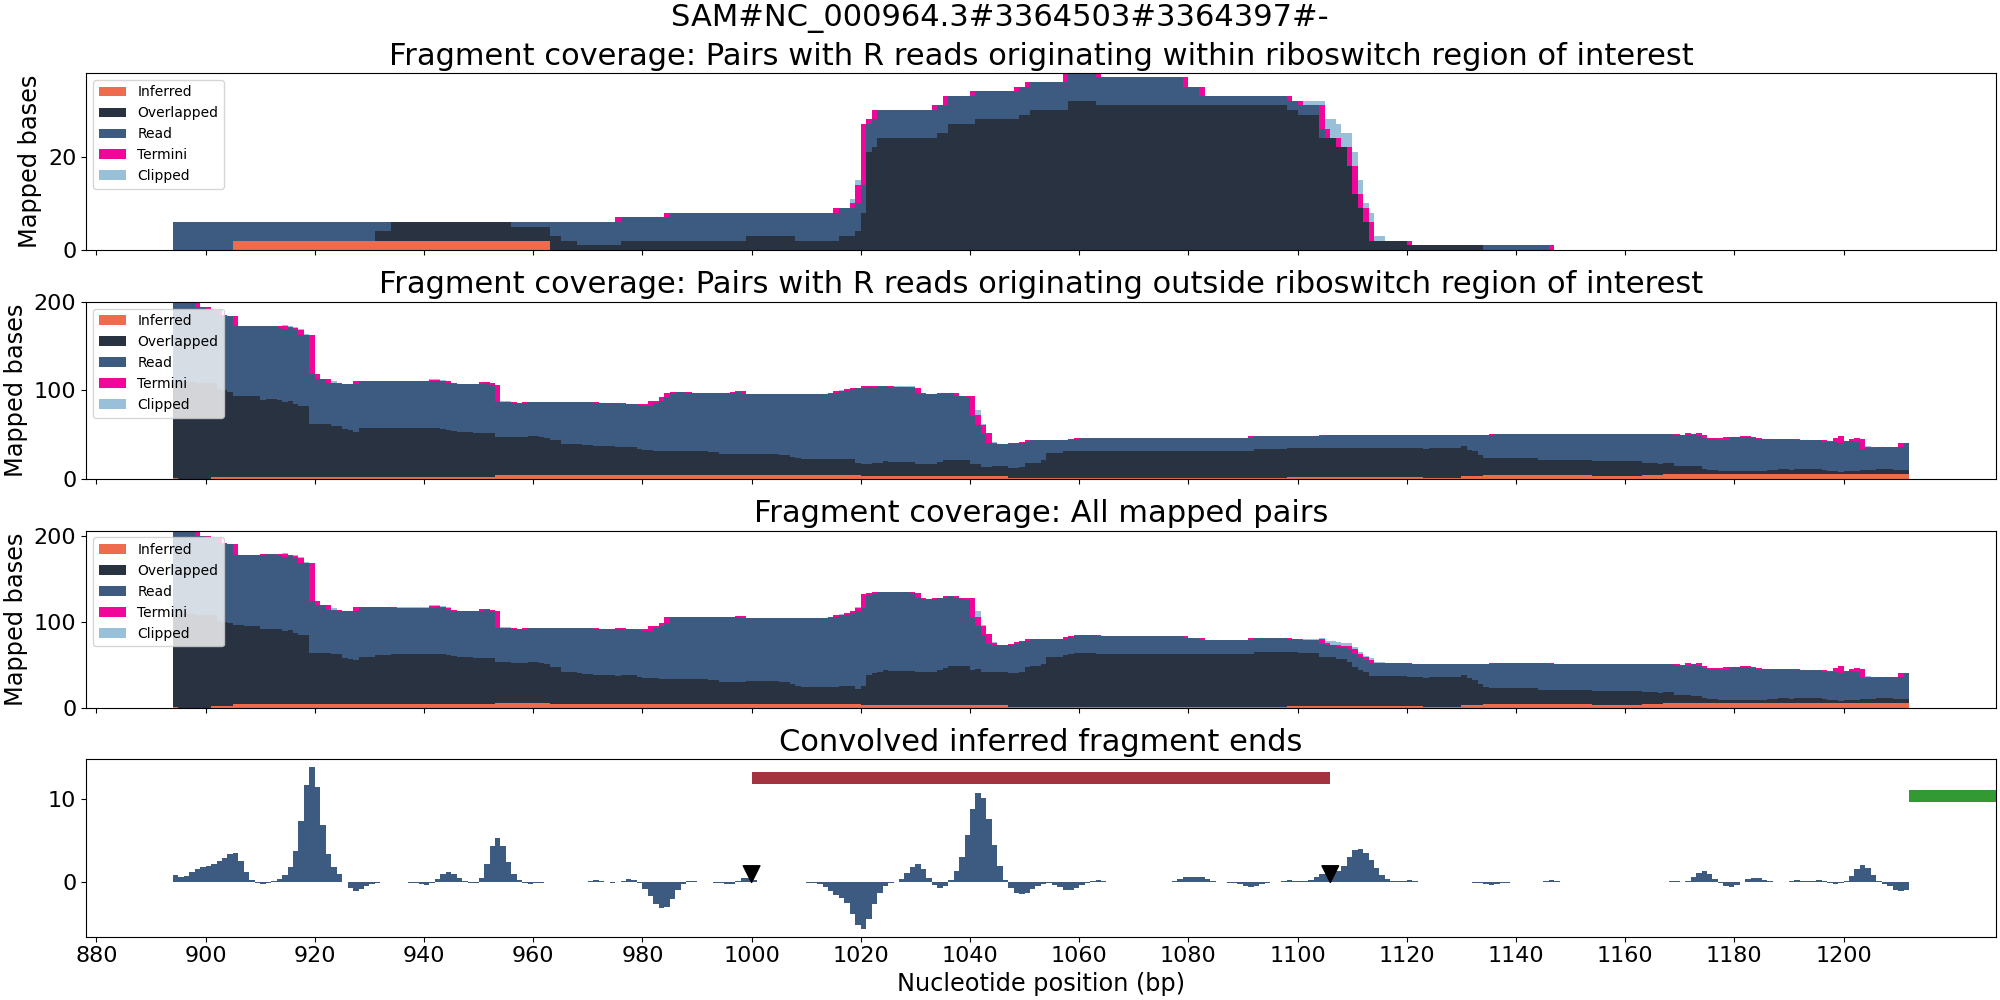 SAM#NC_000964.3#3364503#3364397#-
Fragment coverage: Pairs with R reads originating within riboswitch region of interest
Mapped bases
20
0
Inferred
Overlapped
Read
Termini
Clipped
Fragment coverage: Pairs with R reads originating outside riboswitch region of interest
Mapped bases
200
100
0
Inferred
Overlapped
Read
Termini
Clipped
Fragment coverage: All mapped pairs
Mapped bases
200
100
0
Inferred
Overlapped
Read
Termini
Clipped
Convolved inferred fragment ends
10
0
880 900 920 940 960 980 1000 1020 1040 1060 1080 1100 1120 1140 1160 1180 1200
Nucleotide position (bp)